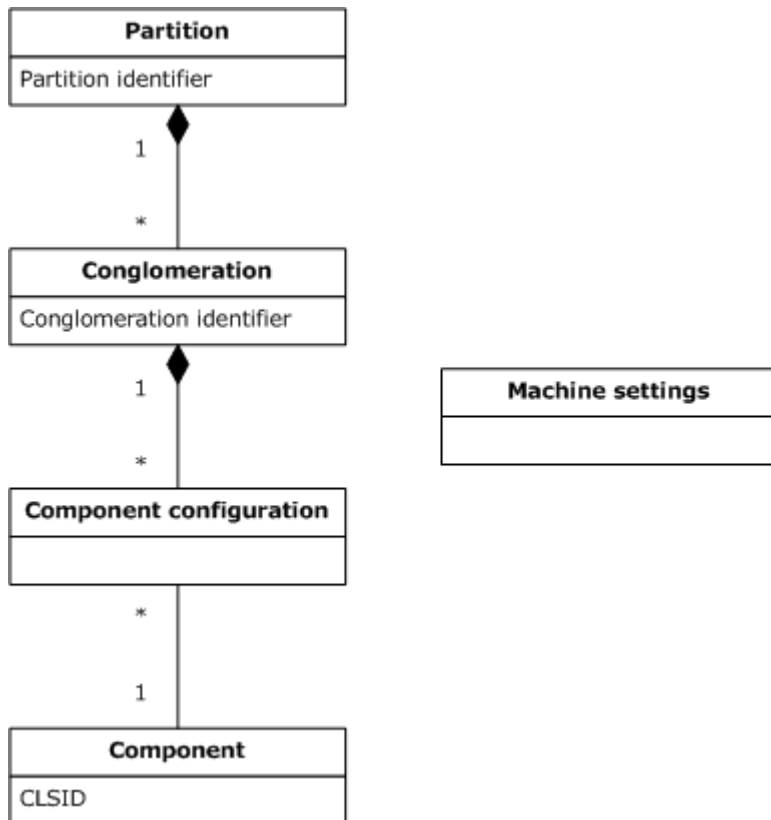 Partition
Partition identifier
1
*
Conglomeration
Conglomeration identifier
1
*
Machine settings
Component configuration
*
1
Component
CLSID